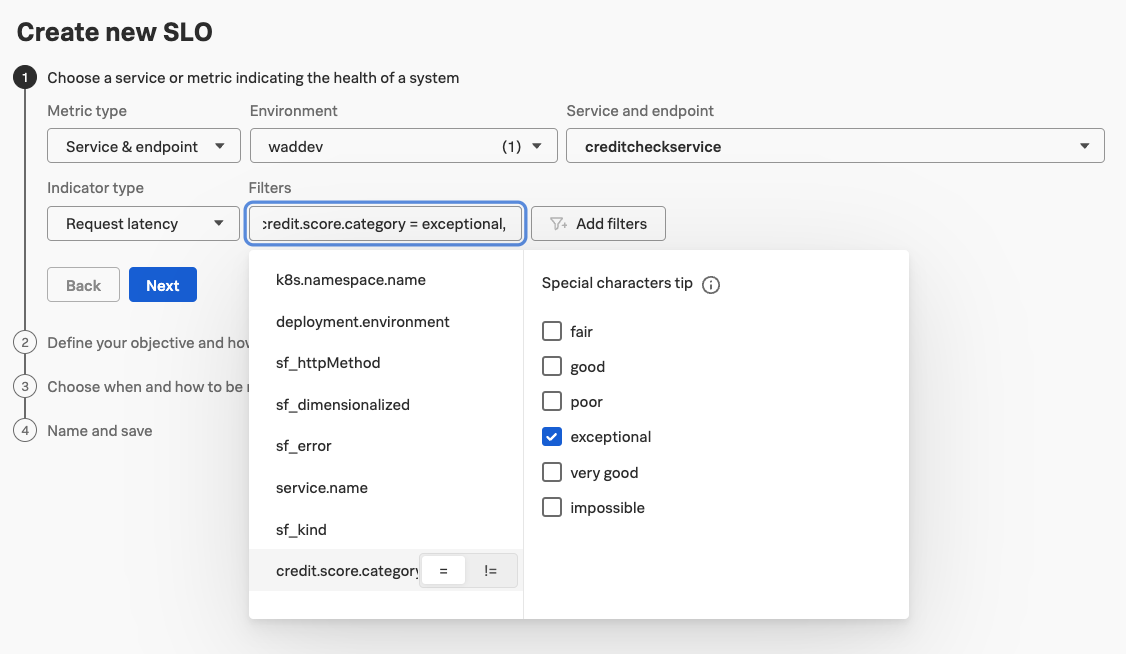 Create new SLO
1 Choose a service or metric indicating the health of a system
Metric type Environment Service and endpoint
Service & endpoint waddev (1) creditcheckservice
Indicator type Filters
Request latency credit.score.category = exceptional, Add filters
Back Next
k8s.namespace.name
deployment.environment
sf_httpMethod
sf_dimensionalized
sf_error
service.name
sf_kind
credit.score.category = !=
Special characters tip
fair
good
poor
exceptional
very good
impossible
2 Define your objective and how
3 Choose when and how to be
4 Name and save